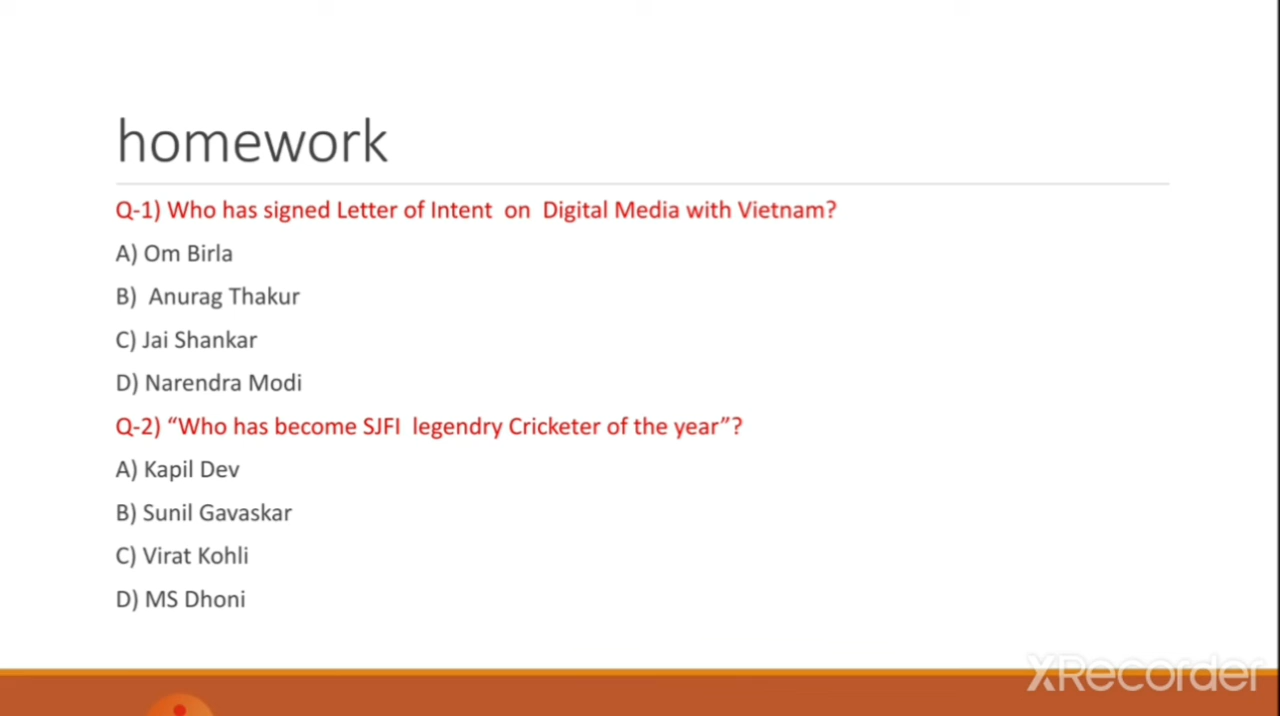 homework
Q-1) Who has signed Letter of Intent on Digital Media with Vietnam?
A) Om Birla
B) Anurag Thakur
C) Jai Shankar
D) Narendra Modi
Q-2) “Who has become SJFI legendry Cricketer of the year”?
A) Kapil Dev
B) Sunil Gavaskar
C) Virat Kohli
D) MS Dhoni
XRecorder